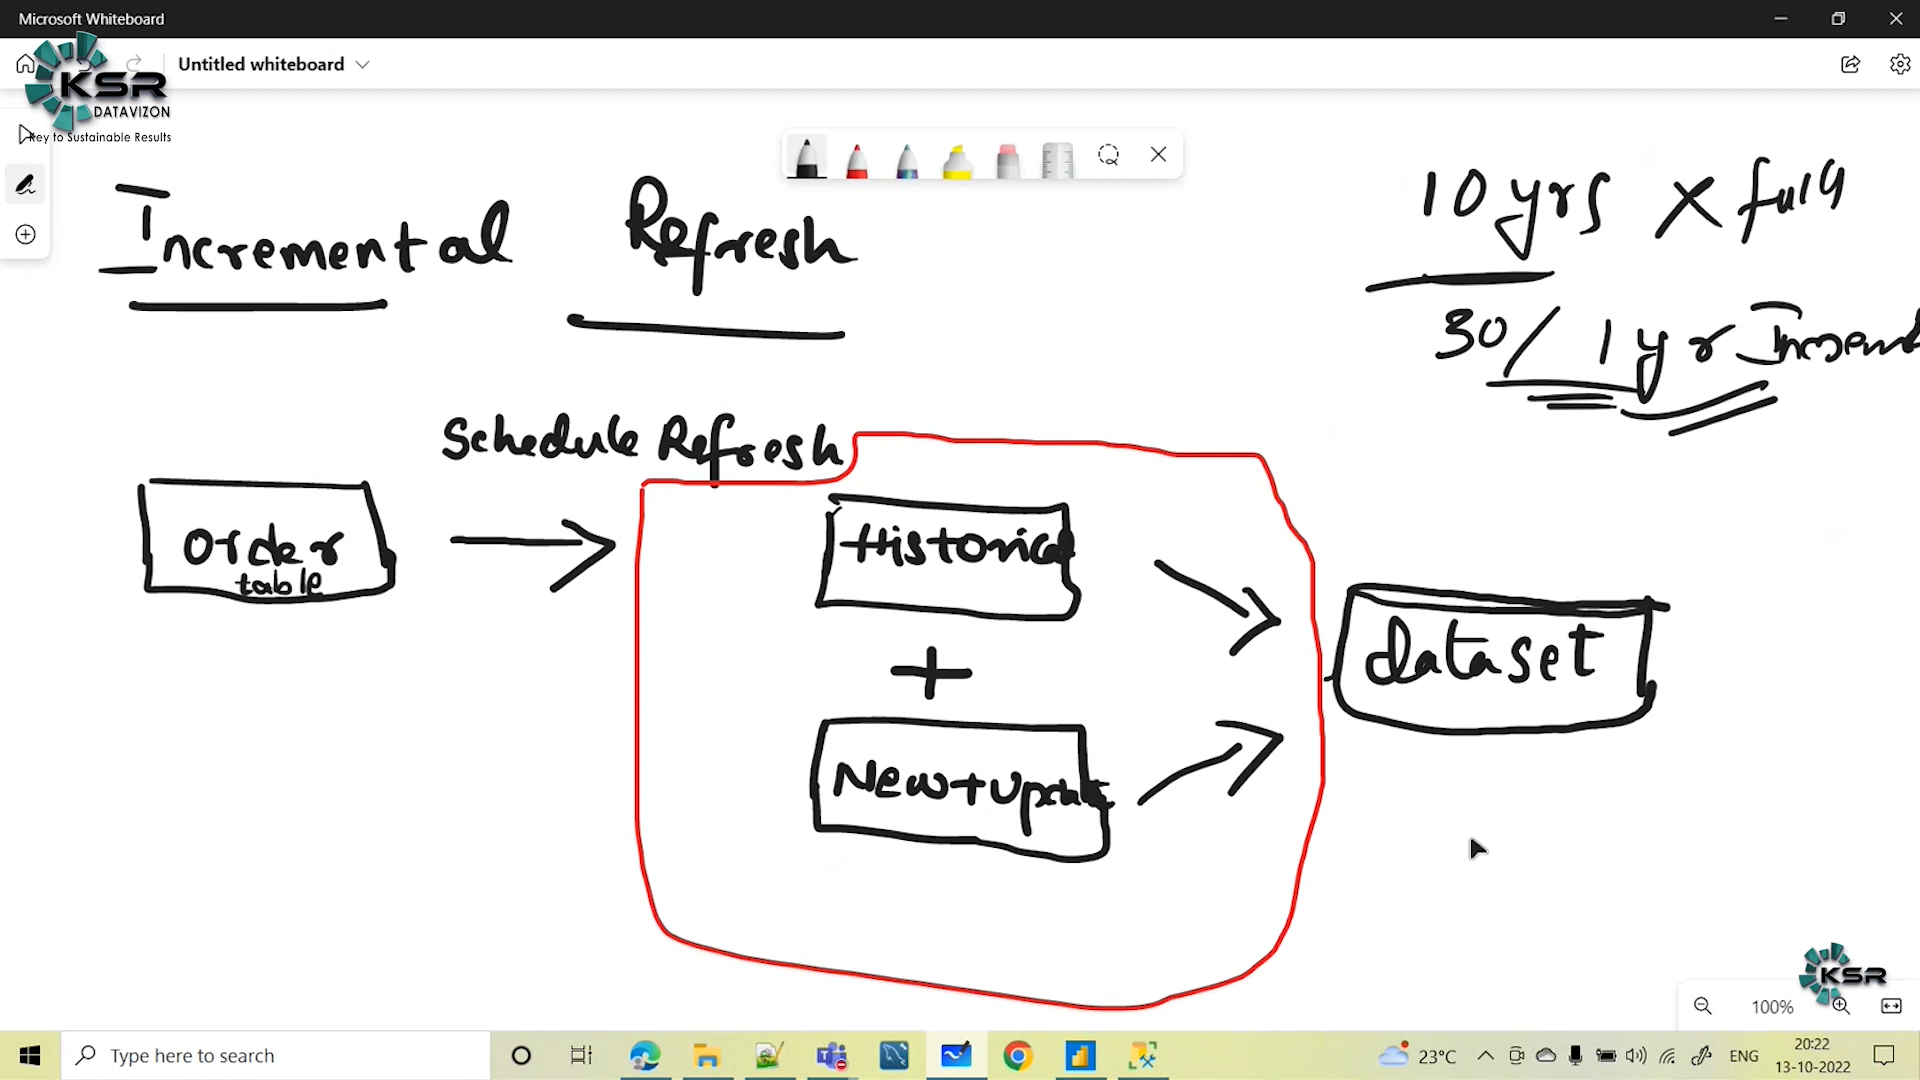 Microsoft Whiteboard
Untitled whiteboard
KSR
DATAVIZON
Key to Sustainable Results
Incremental Refresh
10 yrs X full
30/ 1 yr
Schedule Refresh
Order
table
Historical
+
New+Update
dataset
KSR
100%
Type here to search
23°C
ENG
20:22
13-10-2022